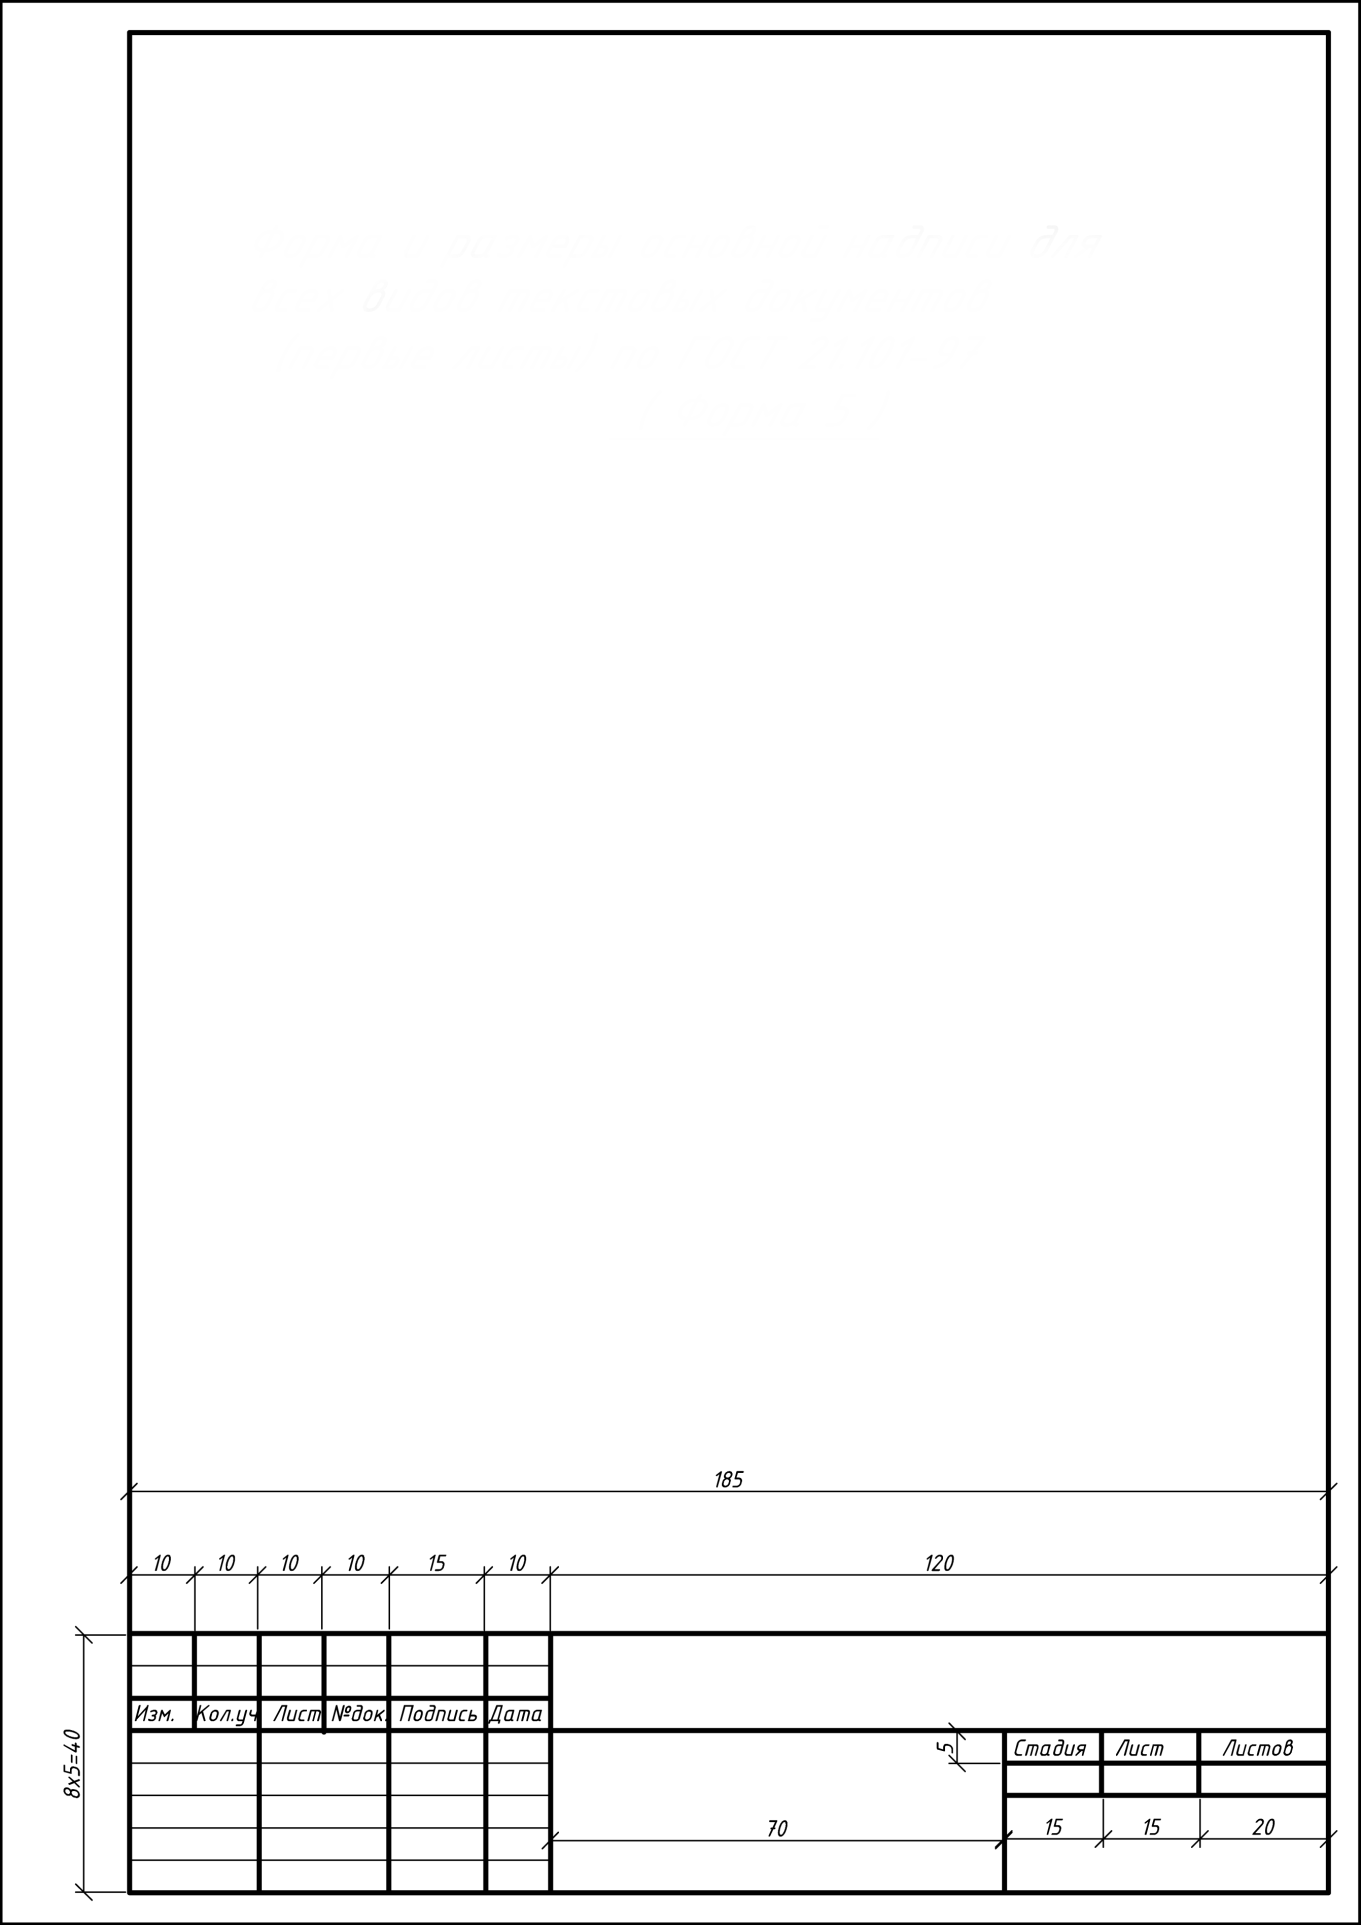 185
10 10 10 10 15 10 120
Изм. Кол.уч Лист №док. Подпись Дата
8х5=40
5
Стадия Лист Листов
70
15 15 20